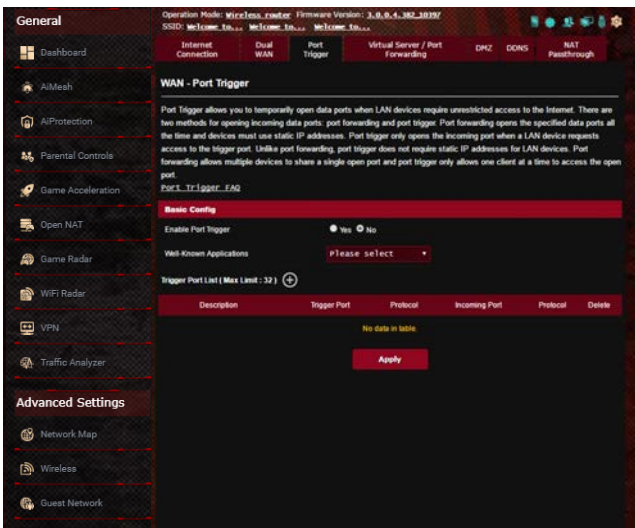 General
Dashboard
AiMesh
AiProtection
Parental Controls
Game Acceleration
Open NAT
Game Radar
WiFi Radar
VPN
Traffic Analyzer
Advanced Settings
Network Map
Wireless
Guest Network
Operation Mode: Wireless router Firmware Version: 3.0.0.4.382_18397
SSID: Welcome to... Welcome to... Welcome to...
Internet Connection
Dual WAN
Port Trigger
Virtual Server / Port Forwarding
DMZ
DDNS
NAT Passthrough
WAN - Port Trigger
Port Trigger allows you to temporarily open data ports when LAN devices require unrestricted access to the Internet. There are
two methods for opening incoming data ports: port forwarding and port trigger. Port forwarding opens the specified data ports all
the time and devices must use static IP addresses. Port trigger only opens the incoming port when a LAN device requests
access to the trigger port. Unlike port forwarding, port trigger does not require static IP addresses for LAN devices. Port
forwarding allows multiple devices to share a single open port and port trigger only allows one client at a time to access the open
port.
Port Trigger FAQ
Basic Config
Enable Port Trigger Yes No
Well-Known Applications Please select
Trigger Port List ( Max Limit : 32 )
Description Trigger Port Protocol Incoming Port Protocol Delete
No data in table.
Apply